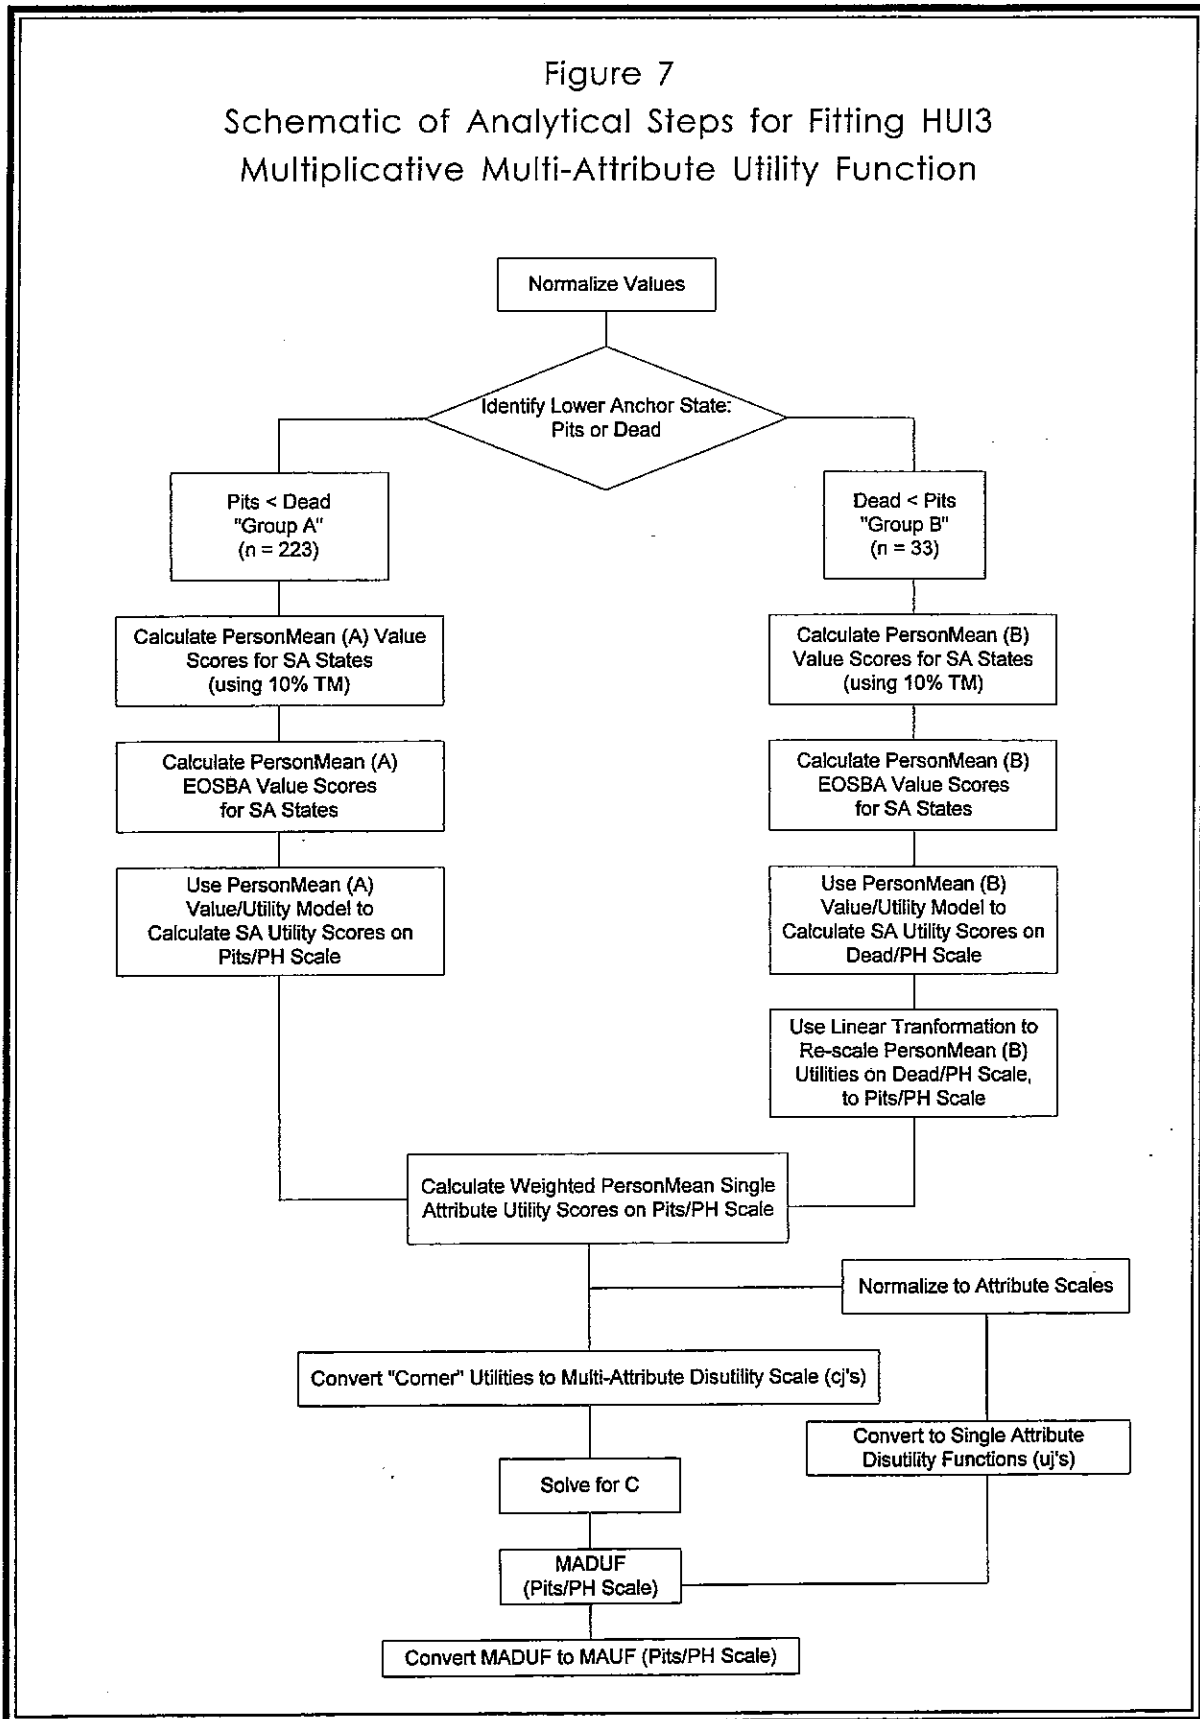 Figure 7
Schematic of Analytical Steps for Fitting HUI3
Multiplicative Multi-Attribute Utility Function
Normalize Values
Identify Lower Anchor State:
Pits or Dead
Pits < Dead
"Group A"
(n = 223)
Dead < Pits
"Group B"
(n = 33)
Calculate PersonMean (A) Value
Scores for SA States
(using 10% TM)
Calculate PersonMean (B)
Value Scores for SA States
(using 10% TM)
Calculate PersonMean (A)
EOSBA Value Scores
for SA States
Calculate PersonMean (B)
EOSBA Value Scores
for SA States
Use PersonMean (A)
Value/Utility Model to
Calculate SA Utility Scores on
Pits/PH Scale
Use PersonMean (B)
Value/Utility Model to
Calculate SA Utility Scores on
Dead/PH Scale
Use Linear Tranformation to
Re-scale PersonMean (B)
Utilities on Dead/PH Scale,
to Pits/PH Scale
Calculate Weighted PersonMean Single
Attribute Utility Scores on Pits/PH Scale
Normalize to Attribute Scales
Convert "Corner" Utilities to Multi-Attribute Disutility Scale (cj's)
Convert to Single Attribute
Disutility Functions (uj's)
Solve for C
MADUF
(Pits/PH Scale)
Convert MADUF to MAUF (Pits/PH Scale)